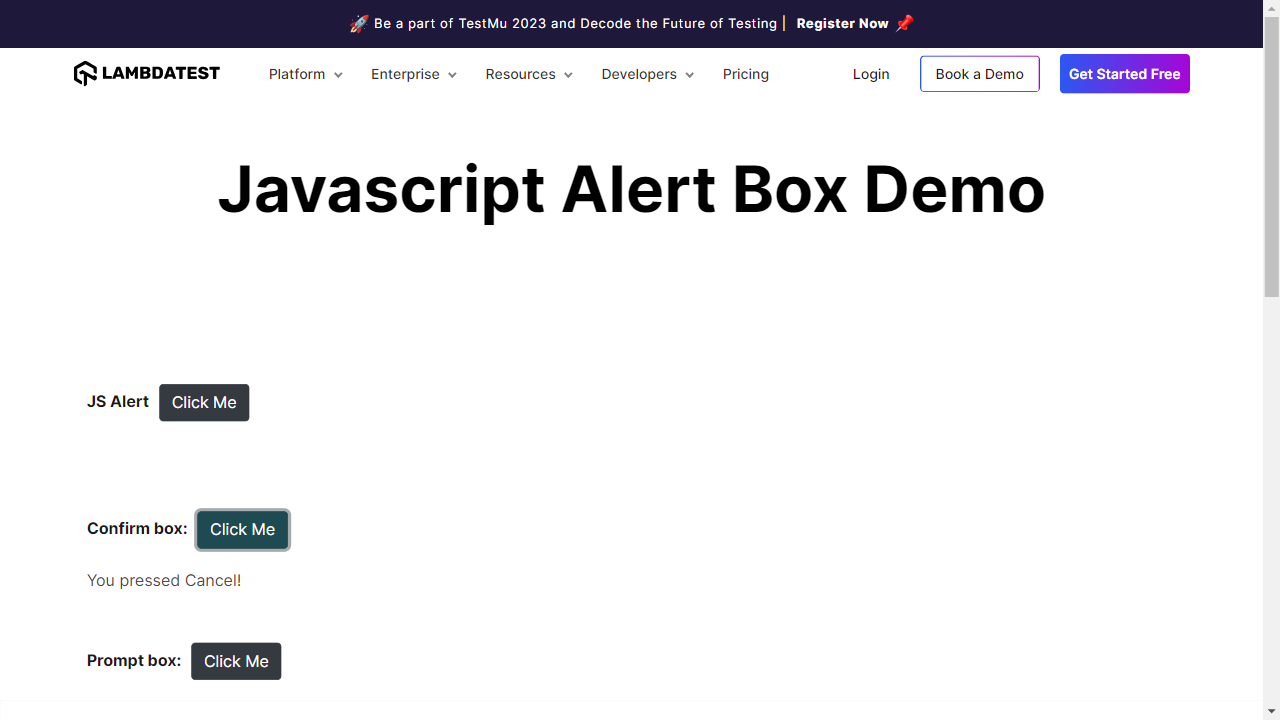 🚀 Be a part of TestMu 2023 and Decode the Future of Testing | Register Now 📌
LAMBDATEST Platform Enterprise Resources Developers Pricing Login Book a Demo Get Started Free
Javascript Alert Box Demo
JS Alert Click Me
Confirm box: Click Me
You pressed Cancel!
Prompt box: Click Me